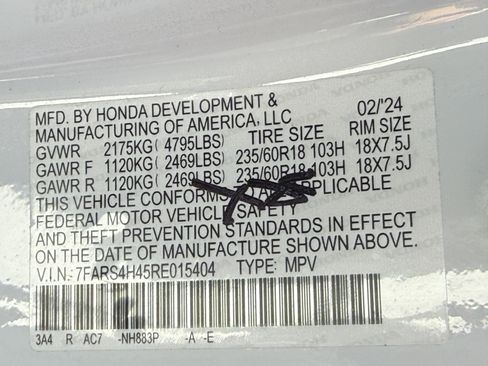 MFD. BY HONDA DEVELOPMENT &
MANUFACTURING OF AMERICA, LLC 02/'24
GVWR 2175KG(4795LBS) TIRE SIZE RIM SIZE
GAWR F 1120KG(2469LBS) 235/60R18 103H 18X7.5J
GAWR R 1120KG(2469LBS) 235/60R18 103H 18X7.5J
THIS VEHICLE CONFORMS TO ALL APPLICABLE
FEDERAL MOTOR VEHICLE SAFETY
AND THEFT PREVENTION STANDARDS IN EFFECT
ON THE DATE OF MANUFACTURE SHOWN ABOVE.
V.I.N.:7FARS4H45RE015404 TYPE: MPV
3A4 R AC7 -NH883P -A -E